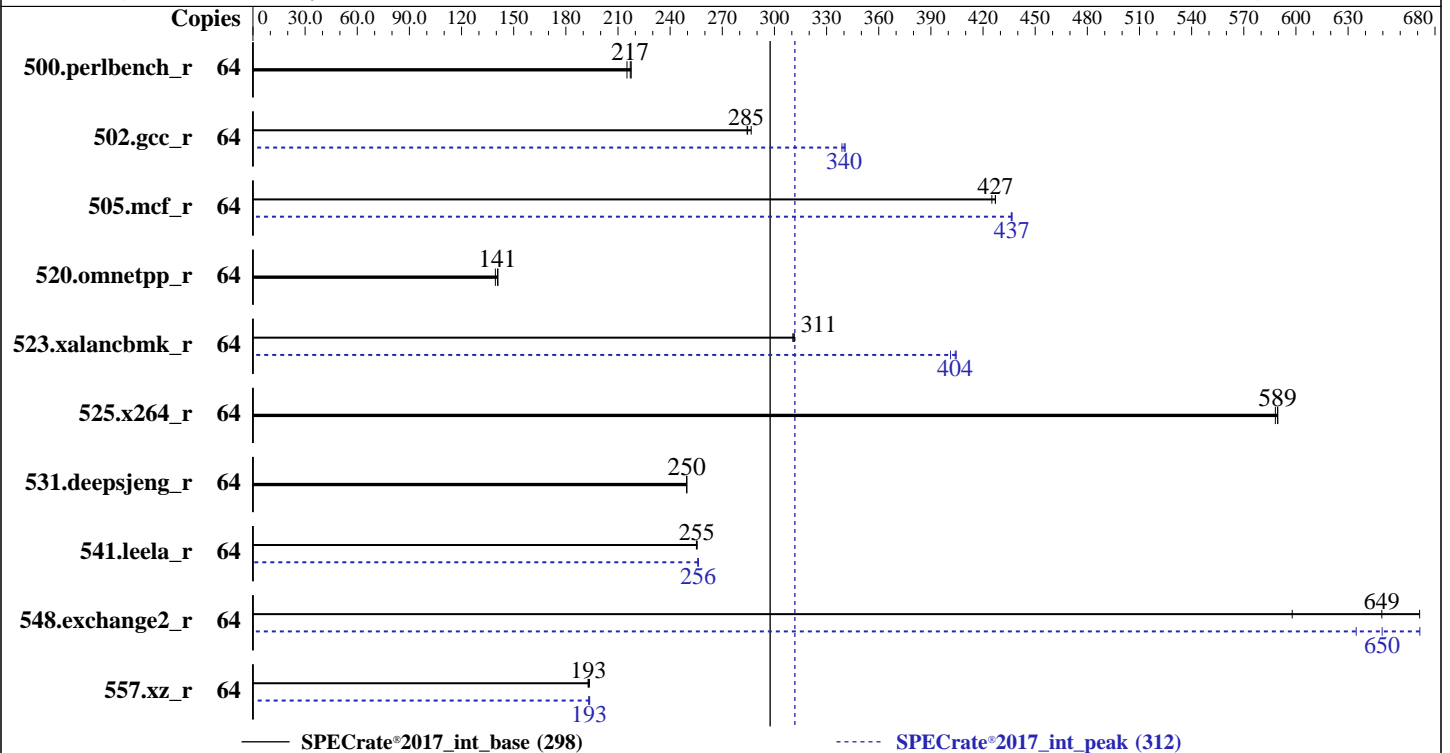 Copies 0 30.0 60.0 90.0 120 150 180 210 240 270 300 330 360 390 420 450 480 510 540 570 600 630 680
217
500.perlbench_r 64
285
502.gcc_r 64
340
427
505.mcf_r 64
437
141
520.omnetpp_r 64
311
523.xalancbmk_r 64
404
589
525.x264_r 64
250
531.deepsjeng_r 64
255
541.leela_r 64
256
649
548.exchange2_r 64
650
193
557.xz_r 64
193
SPECrate®2017_int_base (298) SPECrate®2017_int_peak (312)